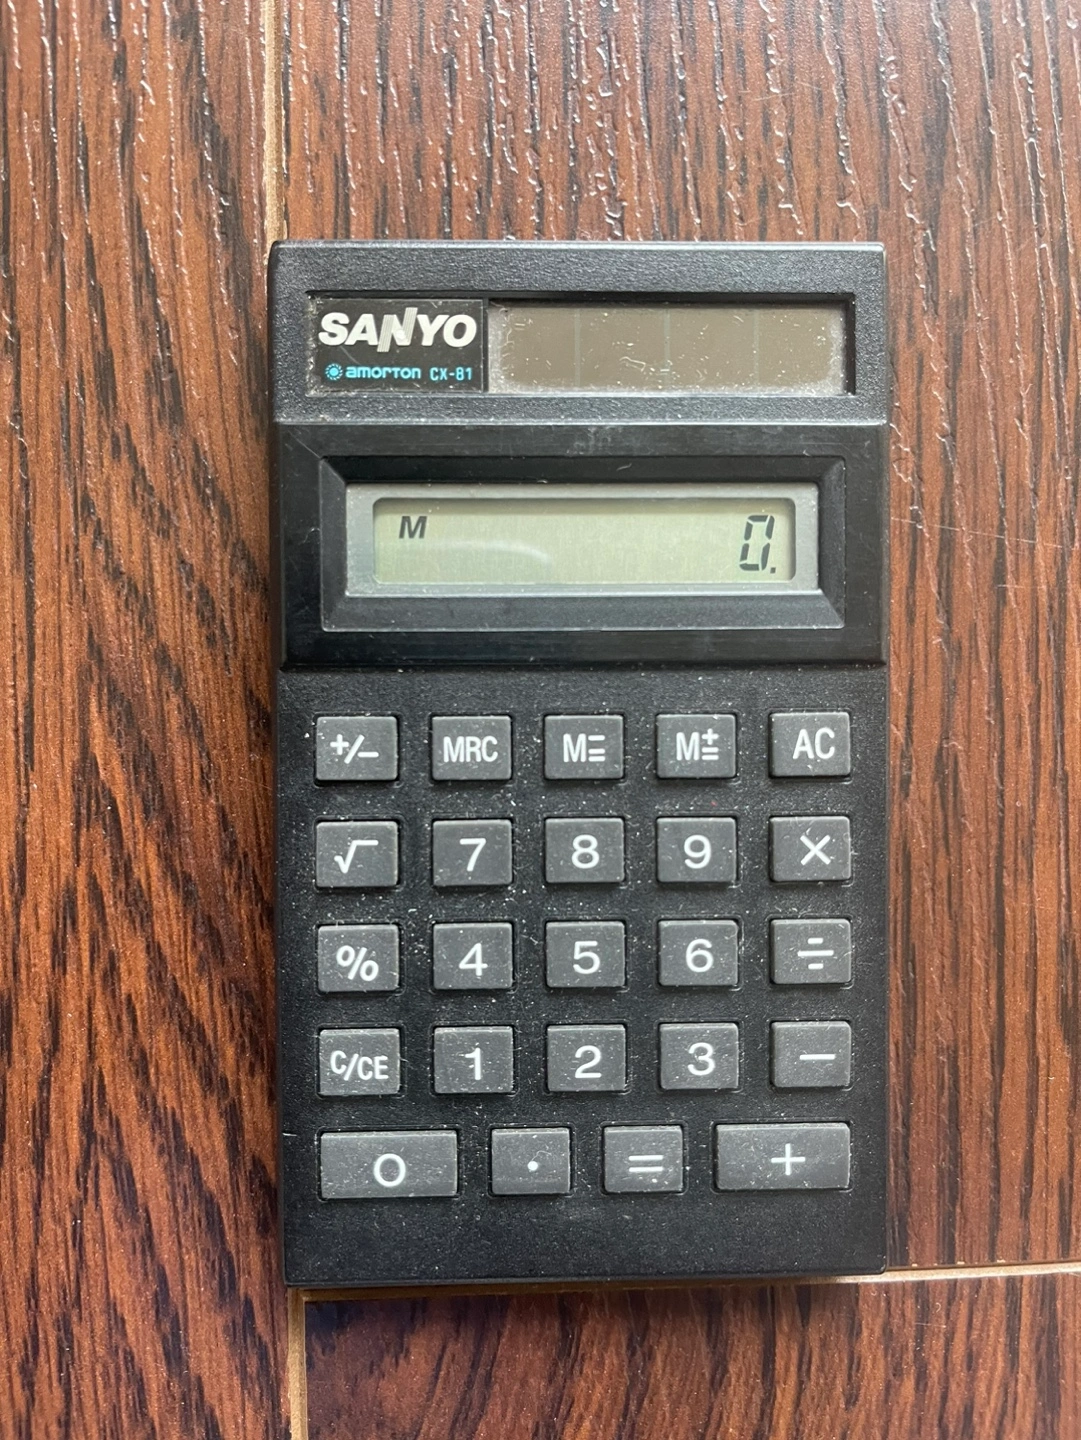 SANYO
amorton CX-81
M 0.
+/− MRC M= M±= AC
√ 7 8 9 ×
% 4 5 6 ÷
C/CE 1 2 3 −
0 . = +